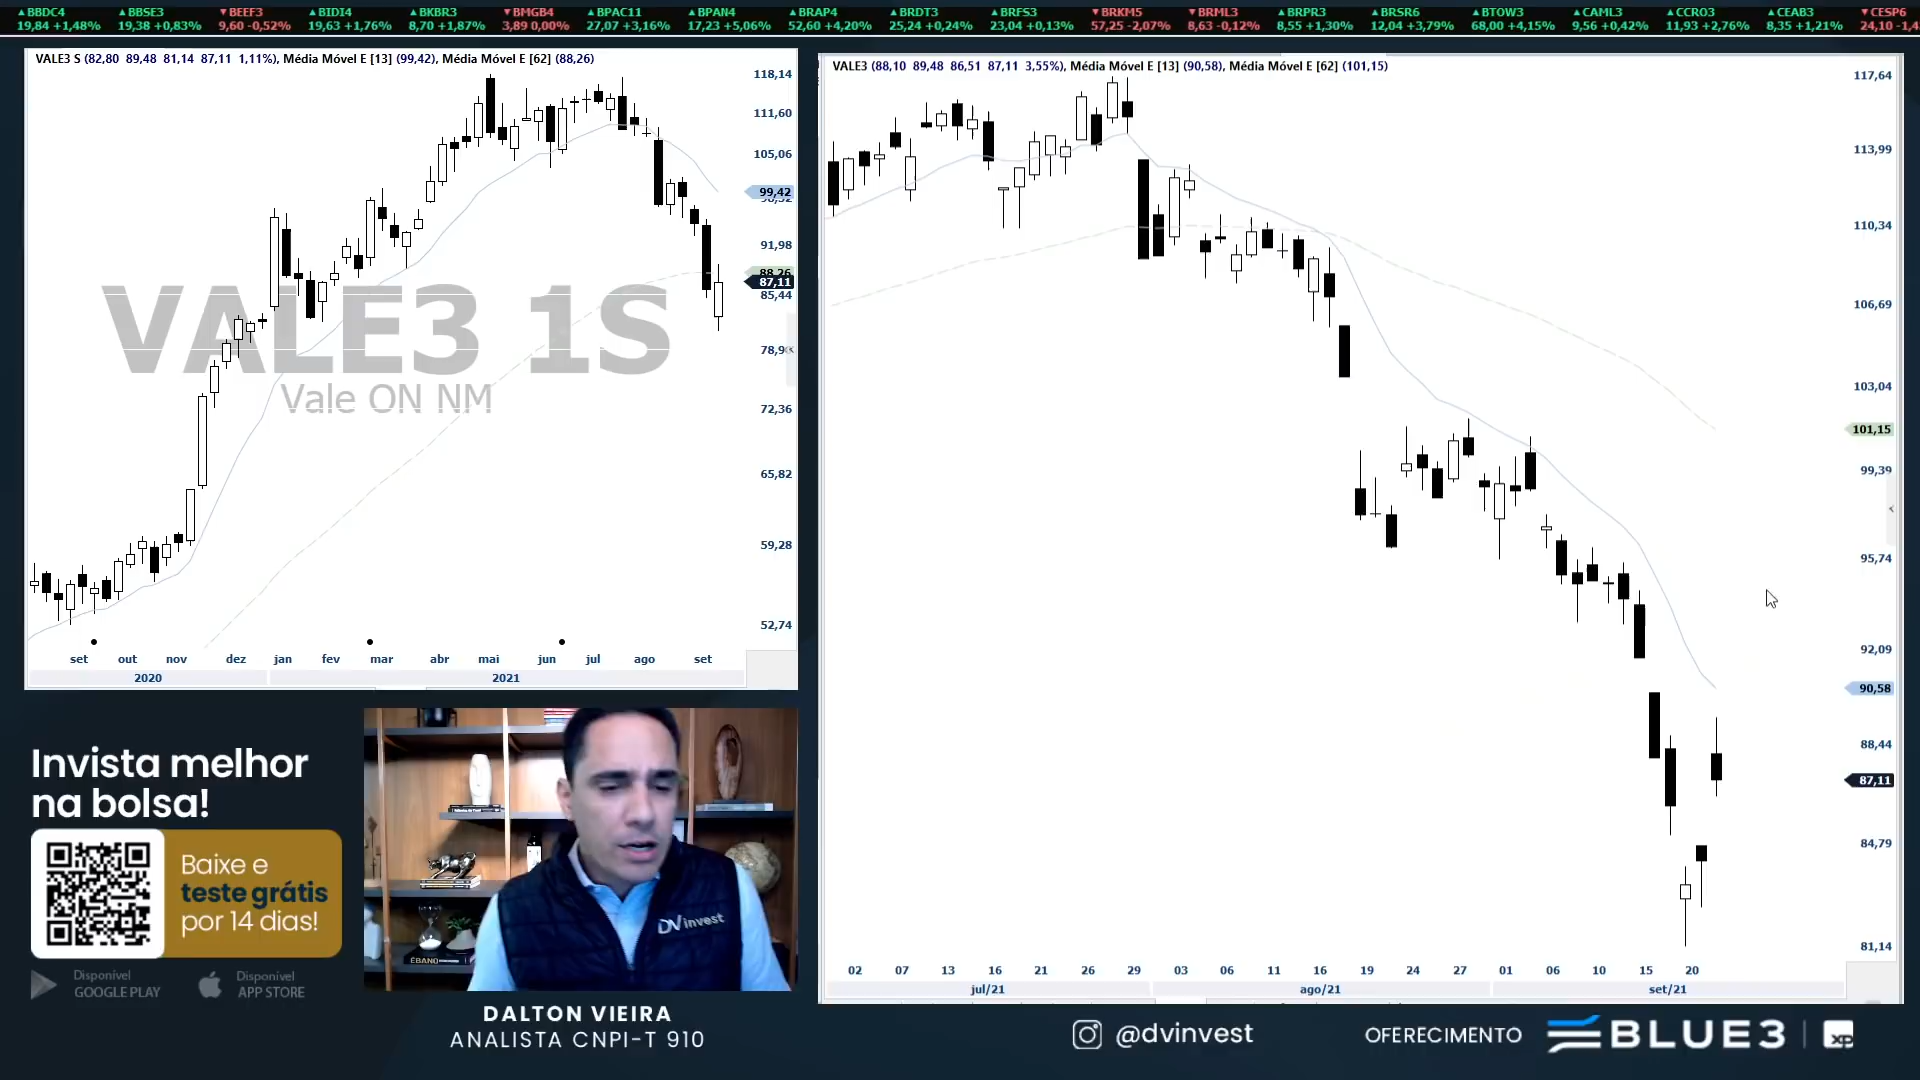 ▲BBDC4 ▲BBSE3 ▼BEEF3 ▲BIDI4 ▲BKBR3 ▼BMGB4 ▲BPAC11 ▲BPAN4 ▲BRAP4 ▲BRDT3 ▲BRFS3 ▼BRKM5 ▼BRML3 ▲BRPR3 ▲BRSR6 ▲BTOW3 ▲CAML3 ▲CCRO3 ▲CEAB3 ▼CESP6
19,84 +1,48% 19,38 +0,83% 9,60 -0,52% 19,63 +1,76% 8,70 +1,87% 3,89 0,00% 27,07 +3,16% 17,23 +5,06% 52,60 +4,20% 25,24 +0,24% 23,04 +0,13% 57,25 -2,07% 8,63 -0,12% 8,55 +1,30% 12,04 +3,79% 68,00 +4,15% 9,56 +0,42% 11,93 +2,76% 8,35 +1,21% 24,10 -1,4
VALE3 S (82,80 89,48 81,14 87,11 1,11%), Média Móvel E [13] (99,42), Média Móvel E [62] (88,26)
118,14
111,60
105,06
99,42
91,98
88,26
87,11
85,44
78,9
72,36
65,82
59,28
52,74
VALE3 1S
Vale ON NM
set out nov dez jan fev mar abr mai jun jul ago set
2020 2021
VALE3 (88,10 89,48 86,51 87,11 3,55%), Média Móvel E [13] (90,58), Média Móvel E [62] (101,15)
117,64
113,99
110,34
106,69
103,04
101,15
99,39
95,74
92,09
90,58
88,44
87,11
84,79
81,14
02 07 13 16 21 26 29 03 06 11 16 19 24 27 01 06 10 15 20
jul/21 ago/21 set/21
Invista melhor
na bolsa!
Baixe e
teste grátis
por 14 dias!
Disponível
GOOGLE PLAY
Disponível
APP STORE
DVinvest
ÉBANO
DALTON VIEIRA
ANALISTA CNPI-T 910
@dvinvest
OFERECIMENTO
BLUE3
xp